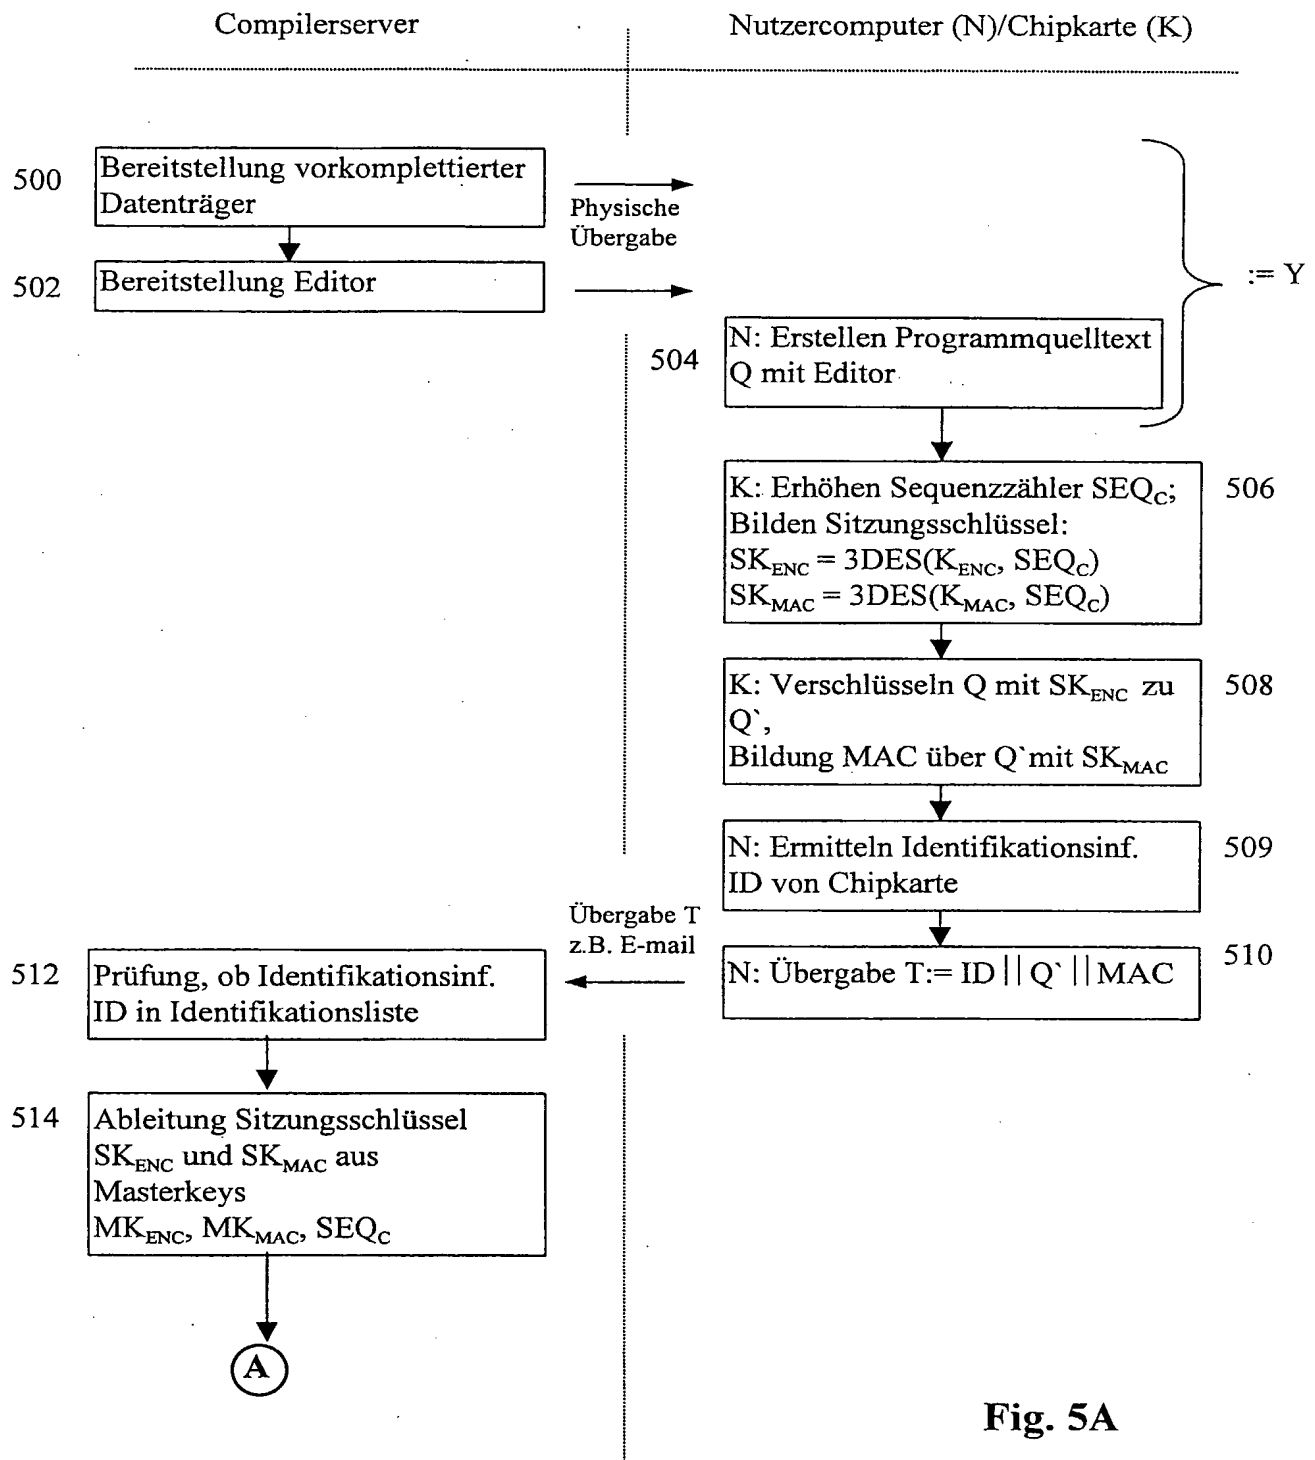 Compilerserver
Nutzercomputer (N)/Chipkarte (K)
500
Bereitstellung vorkomplettierter
Datenträger
Physische
Übergabe
502
Bereitstellung Editor
:= Y
504
N: Erstellen Programmquelltext
Q mit Editor
K: Erhöhen Sequenzzähler SEQC;
Bilden Sitzungsschlüssel:
SKENC = 3DES(KENC, SEQC)
SKMAC = 3DES(KMAC, SEQC)
506
K: Verschlüsseln Q mit SKENC zu
Q`,
Bildung MAC über Q`mit SKMAC
508
N: Ermitteln Identifikationsinf.
ID von Chipkarte
509
Übergabe T
z.B. E-mail
N: Übergabe T:= ID || Q` || MAC
510
512
Prüfung, ob Identifikationsinf.
ID in Identifikationsliste
514
Ableitung Sitzungsschlüssel
SKENC und SKMAC aus
Masterkeys
MKENC, MKMAC, SEQC
A
Fig. 5A